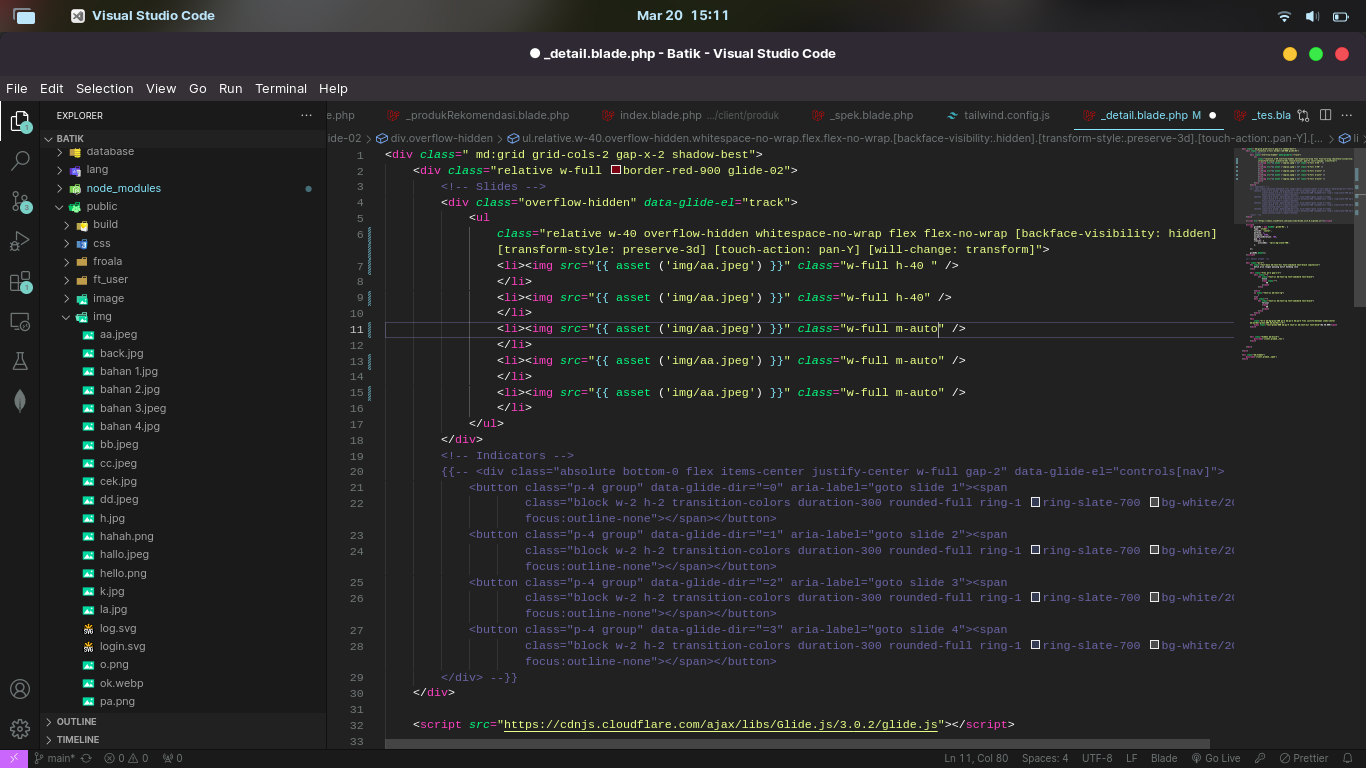 Visual Studio Code
Mar 20 15:11
● _detail.blade.php - Batik - Visual Studio Code
File Edit Selection View Go Run Terminal Help
EXPLORER
e.php _produkRekomendasi.blade.php index.blade.php .../client/produk _spek.blade.php tailwind.config.js _detail.blade.php M _tes.bla
BATIK
ide-02 > div.overflow-hidden > ul.relative.w-40.overflow-hidden.whitespace-no-wrap.flex.flex-no-wrap.[backface-visibility:.hidden].[transform-style:.preserve-3d].[touch-action:.pan-Y].[... > li >
database
lang
node_modules
public
build
css
froala
ft_user
image
img
aa.jpeg
back.jpg
bahan 1.jpg
bahan 2.jpg
bahan 3.jpeg
bahan 4.jpg
bb.jpeg
cc.jpeg
cek.jpg
dd.jpeg
h.jpg
hahah.png
hallo.jpeg
hello.png
k.jpg
la.jpg
log.svg
login.svg
o.png
ok.webp
pa.png
OUTLINE
TIMELINE
1 <div class=" md:grid grid-cols-2 gap-x-2 shadow-best">
2 <div class="relative w-full border-red-900 glide-02">
3 <!-- Slides -->
4 <div class="overflow-hidden" data-glide-el="track">
5 <ul
6 class="relative w-40 overflow-hidden whitespace-no-wrap flex flex-no-wrap [backface-visibility: hidden]
[transform-style: preserve-3d] [touch-action: pan-Y] [will-change: transform]">
7 <li><img src="{{ asset ('img/aa.jpeg') }}" class="w-full h-40 " />
8 </li>
9 <li><img src="{{ asset ('img/aa.jpeg') }}" class="w-full h-40" />
10 </li>
11 <li><img src="{{ asset ('img/aa.jpeg') }}" class="w-full m-auto" />
12 </li>
13 <li><img src="{{ asset ('img/aa.jpeg') }}" class="w-full m-auto" />
14 </li>
15 <li><img src="{{ asset ('img/aa.jpeg') }}" class="w-full m-auto" />
16 </li>
17 </ul>
18 </div>
19 <!-- Indicators -->
20 {{-- <div class="absolute bottom-0 flex items-center justify-center w-full gap-2" data-glide-el="controls[nav]">
21 <button class="p-4 group" data-glide-dir="=0" aria-label="goto slide 1"><span
22 class="block w-2 h-2 transition-colors duration-300 rounded-full ring-1 ring-slate-700 bg-white/20
focus:outline-none"></span></button>
23 <button class="p-4 group" data-glide-dir="=1" aria-label="goto slide 2"><span
24 class="block w-2 h-2 transition-colors duration-300 rounded-full ring-1 ring-slate-700 bg-white/20
focus:outline-none"></span></button>
25 <button class="p-4 group" data-glide-dir="=2" aria-label="goto slide 3"><span
26 class="block w-2 h-2 transition-colors duration-300 rounded-full ring-1 ring-slate-700 bg-white/20
focus:outline-none"></span></button>
27 <button class="p-4 group" data-glide-dir="=3" aria-label="goto slide 4"><span
28 class="block w-2 h-2 transition-colors duration-300 rounded-full ring-1 ring-slate-700 bg-white/20
focus:outline-none"></span></button>
29 </div> --}}
30 </div>
31
32 <script src="https://cdnjs.cloudflare.com/ajax/libs/Glide.js/3.0.2/glide.js"></script>
33
main* 0 0 0 Ln 11, Col 80 Spaces: 4 UTF-8 LF Blade Go Live Prettier